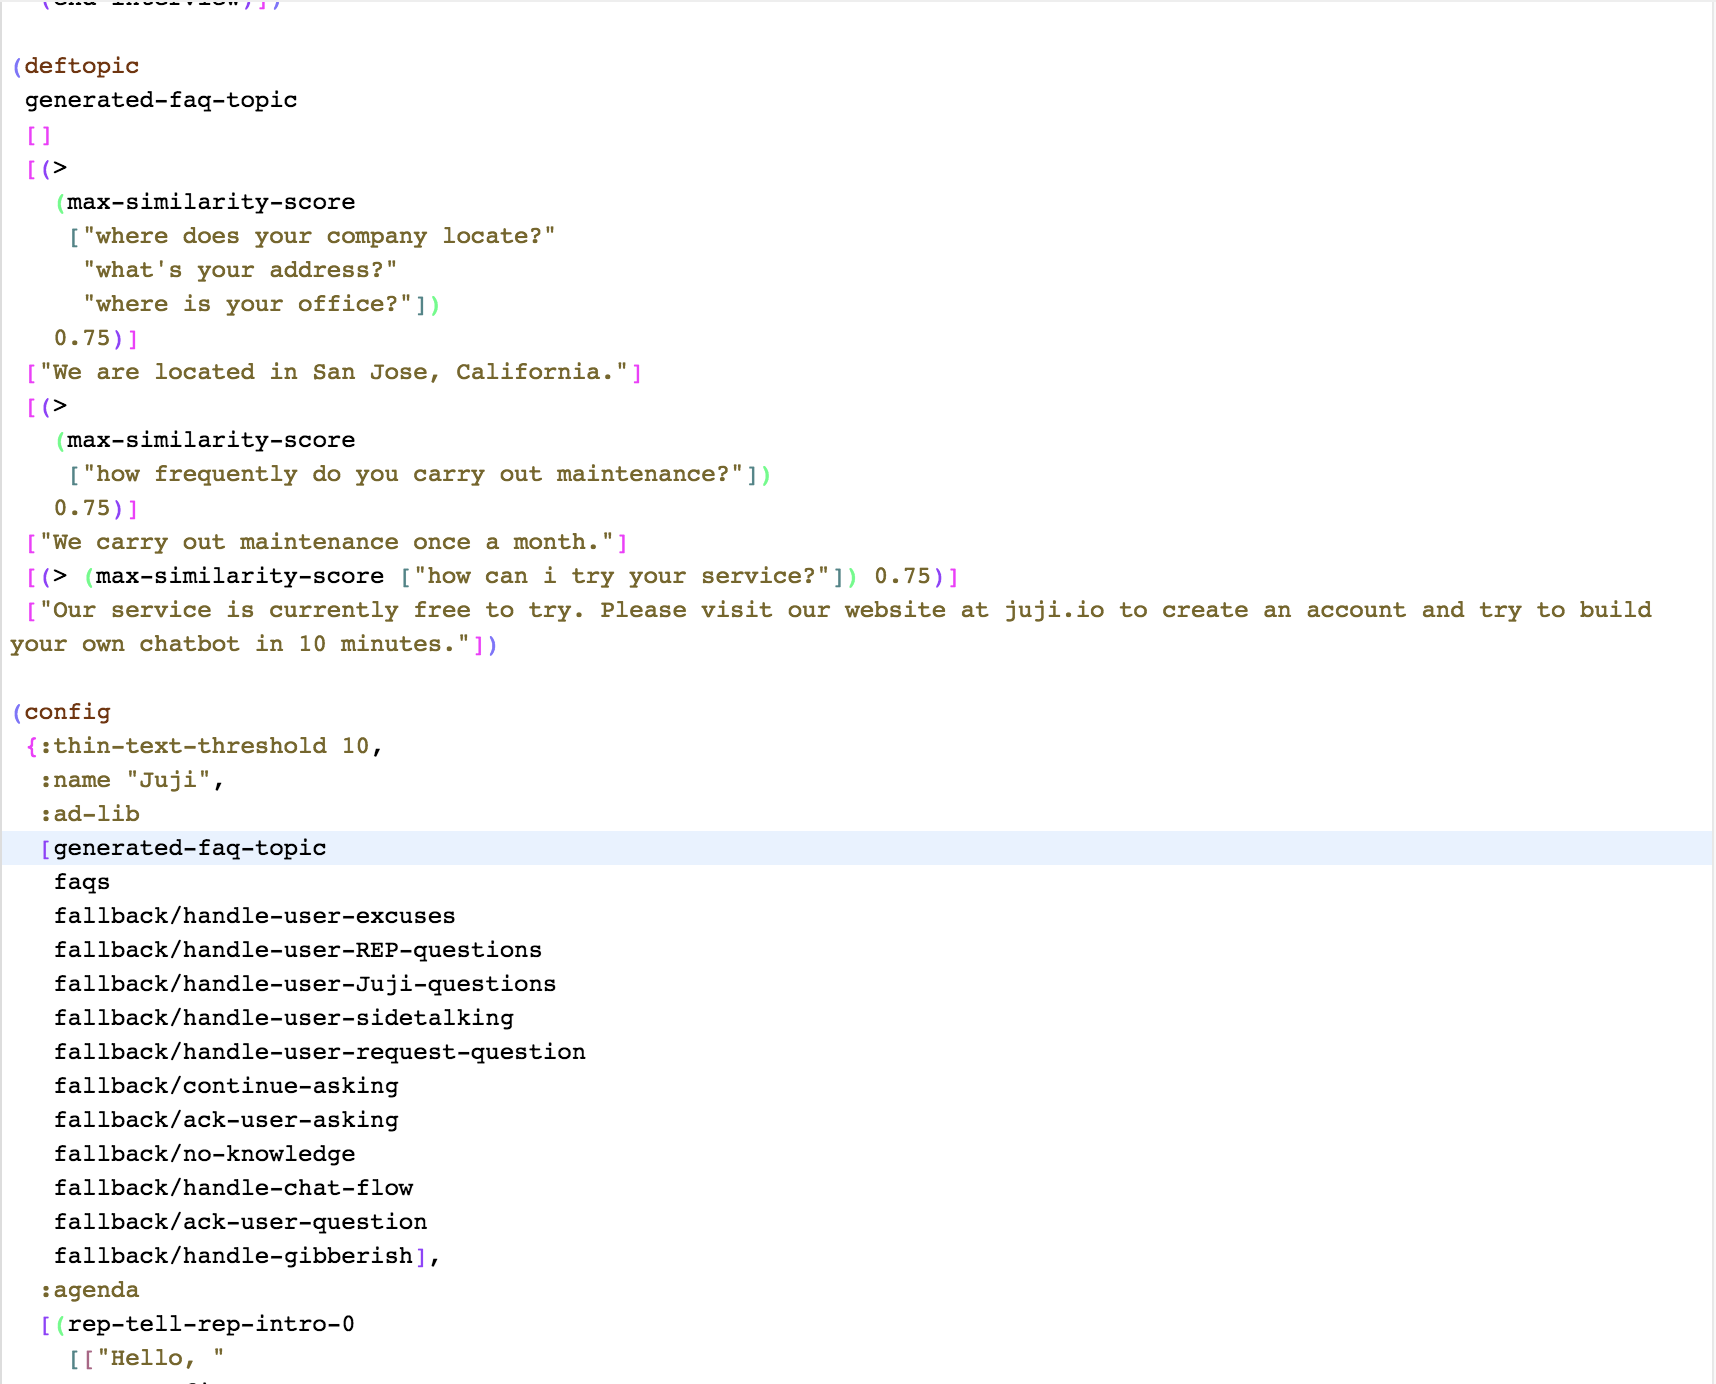 (end-interview)])
(deftopic
 generated-faq-topic
 []
 [(>
   (max-similarity-score
    ["where does your company locate?"
     "what's your address?"
     "where is your office?"])
   0.75)]
 ["We are located in San Jose, California."]
 [(>
   (max-similarity-score
    ["how frequently do you carry out maintenance?"])
   0.75)]
 ["We carry out maintenance once a month."]
 [(> (max-similarity-score ["how can i try your service?"]) 0.75)]
 ["Our service is currently free to try. Please visit our website at juji.io to create an account and try to build
your own chatbot in 10 minutes."])
(config
 {:thin-text-threshold 10,
  :name "Juji",
  :ad-lib
  [generated-faq-topic
   faqs
   fallback/handle-user-excuses
   fallback/handle-user-REP-questions
   fallback/handle-user-Juji-questions
   fallback/handle-user-sidetalking
   fallback/handle-user-request-question
   fallback/continue-asking
   fallback/ack-user-asking
   fallback/no-knowledge
   fallback/handle-chat-flow
   fallback/ack-user-question
   fallback/handle-gibberish],
  :agenda
  [(rep-tell-rep-intro-0
    [["Hello, "